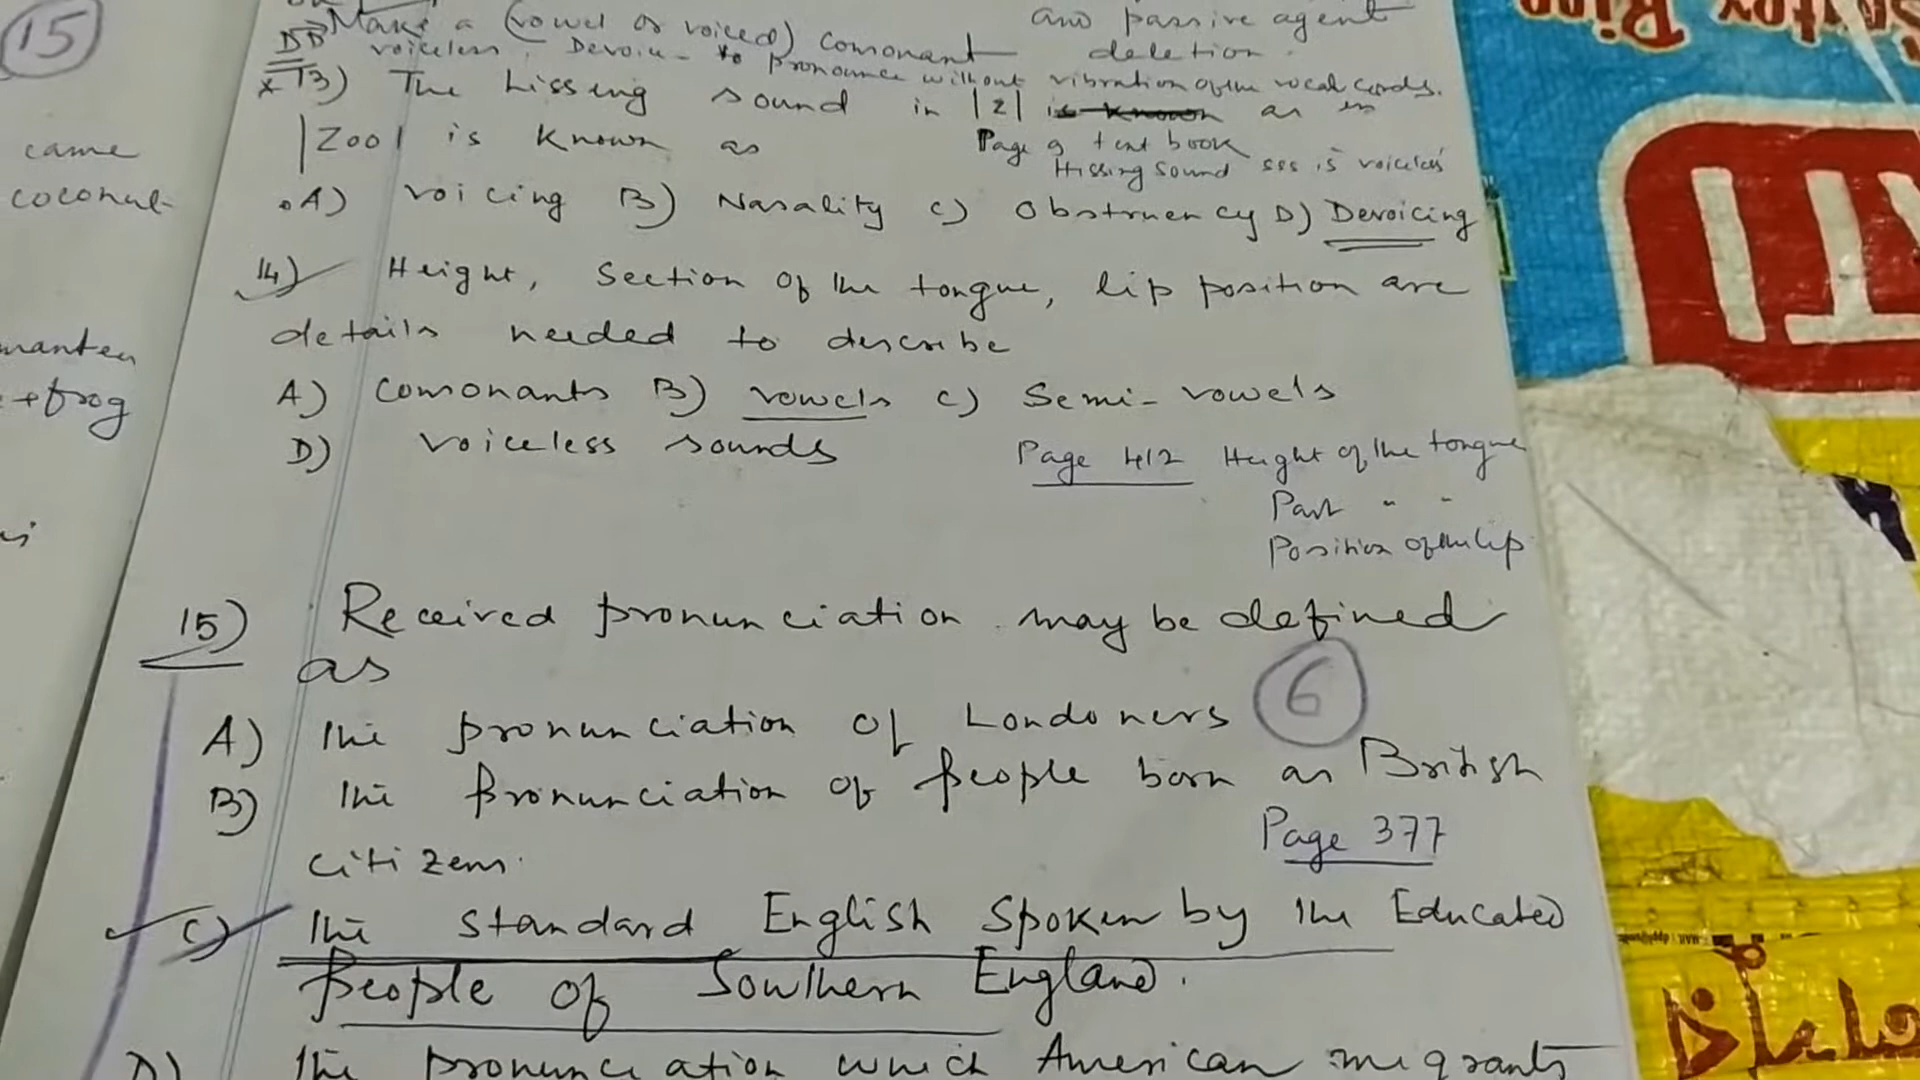 15
came
coconut
+frog
Make a (vowel or voiced) consonant
and passive agent
voiceless. Devoice - to pronounce without vibration of the vocal cords.
deletion.
13) The hissing sound in |z| is known as in
|Zoo| is known as
Page 9 text book
Hissing sound sss is voiceless
A) voicing B) Nasality C) Obstruency D) Devoicing
14) Height, Section of the tongue, lip position are
details needed to describe
A) Consonants B) vowels C) Semi-vowels
D) voiceless sounds
Page 412 Height of the tongue
Part " "
Position of the lip
15) Received pronunciation may be defined
as
6
A) The pronunciation of Londoners
B) The pronunciation of people born as British
citizens.
Page 377
C) The standard English Spoken by the Educated
people of Southern England.
D) The pronunciation which American migrants